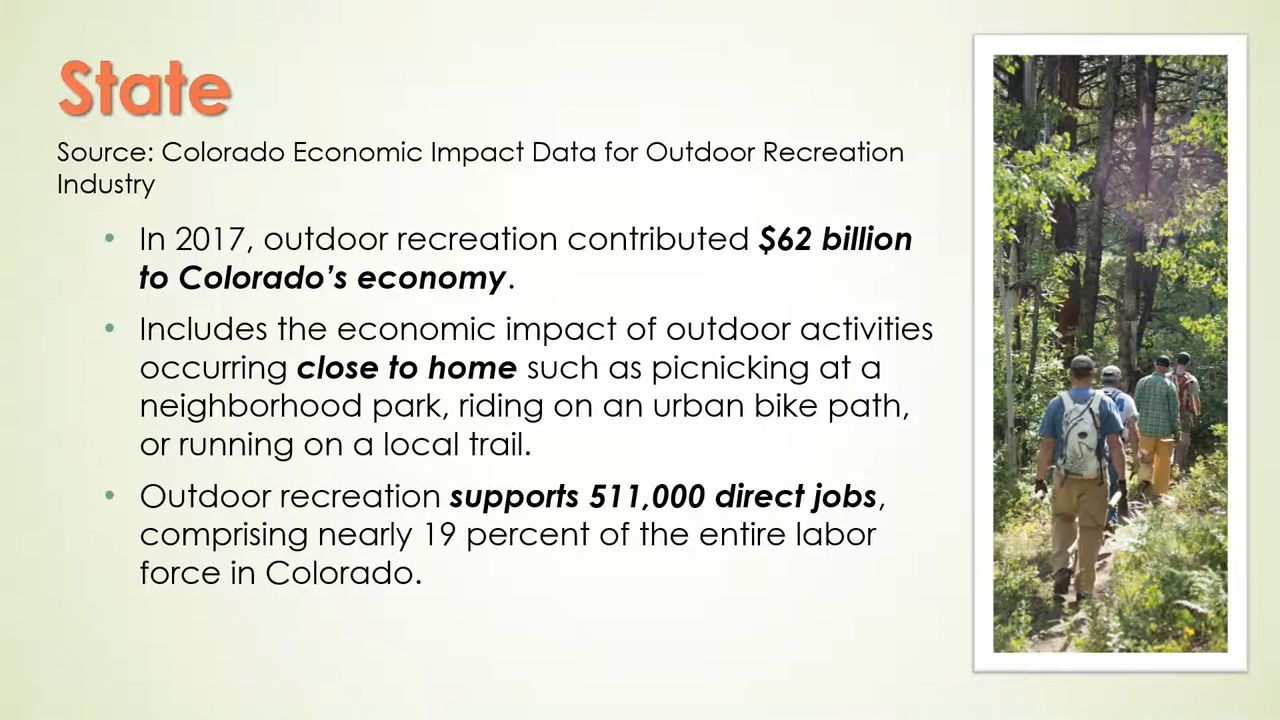 State
Source: Colorado Economic Impact Data for Outdoor Recreation
Industry
• In 2017, outdoor recreation contributed $62 billion
to Colorado’s economy.
• Includes the economic impact of outdoor activities
occurring close to home such as picnicking at a
neighborhood park, riding on an urban bike path,
or running on a local trail.
• Outdoor recreation supports 511,000 direct jobs,
comprising nearly 19 percent of the entire labor
force in Colorado.